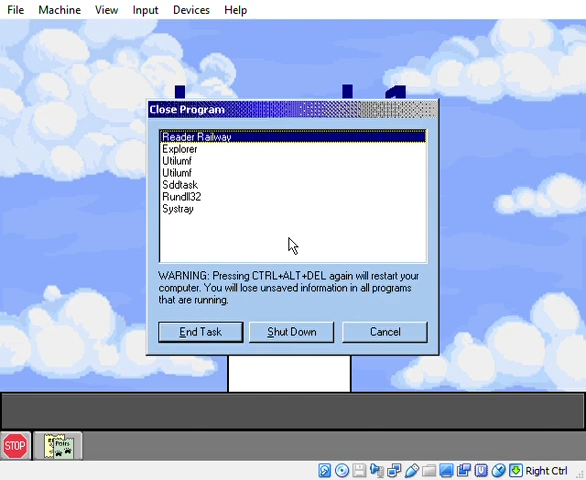 File Machine View Input Devices Help
Close Program
Reader Railway
Explorer
Utilumf
Utilumf
Sddtask
Rundll32
Systray
WARNING: Pressing CTRL+ALT+DEL again will restart your
computer. You will lose unsaved information in all programs
that are running.
End Task Shut Down Cancel
STOP
Pairs
Right Ctrl